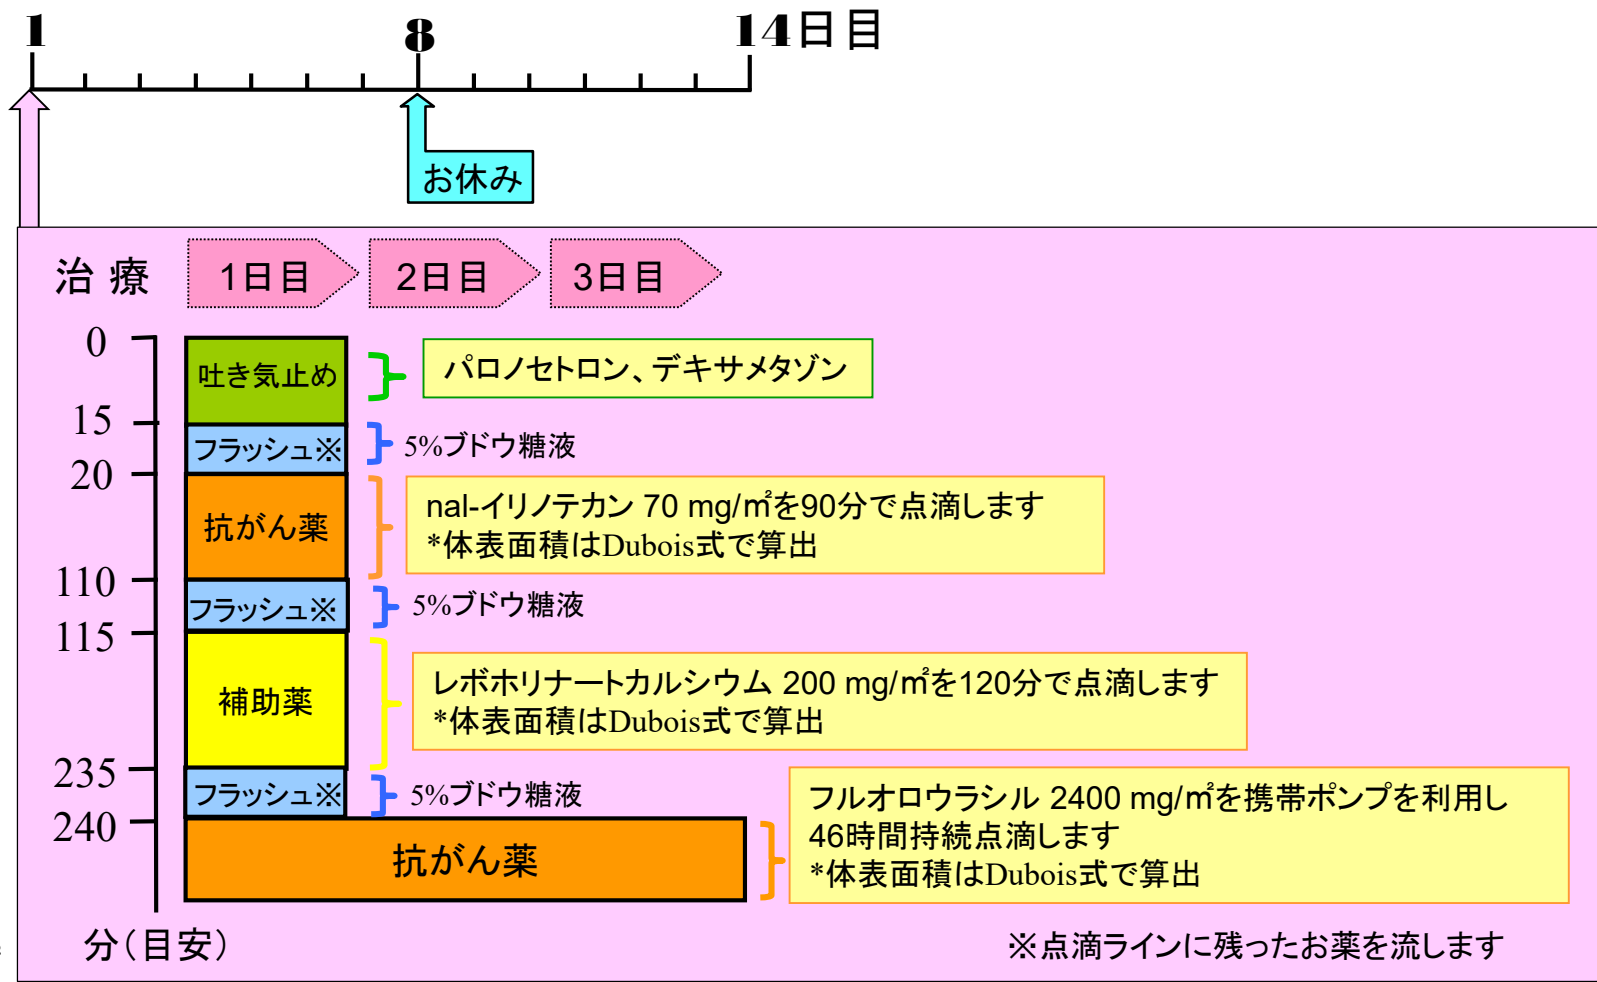 1 8 14日目
お休み
治 療 1日目 2日目 3日目
0
吐き気止め
パロノセトロン、デキサメタゾン
15
フラッシュ※
5%ブドウ糖液
20
抗がん薬
nal-イリノテカン 70 mg/㎡を90分で点滴します
*体表面積はDubois式で算出
110
フラッシュ※
5%ブドウ糖液
115
補助薬
レボホリナートカルシウム 200 mg/㎡を120分で点滴します
*体表面積はDubois式で算出
235
フラッシュ※
5%ブドウ糖液
240
抗がん薬
フルオロウラシル 2400 mg/㎡を携帯ポンプを利用し
46時間持続点滴します
*体表面積はDubois式で算出
分(目安)
※点滴ラインに残ったお薬を流します